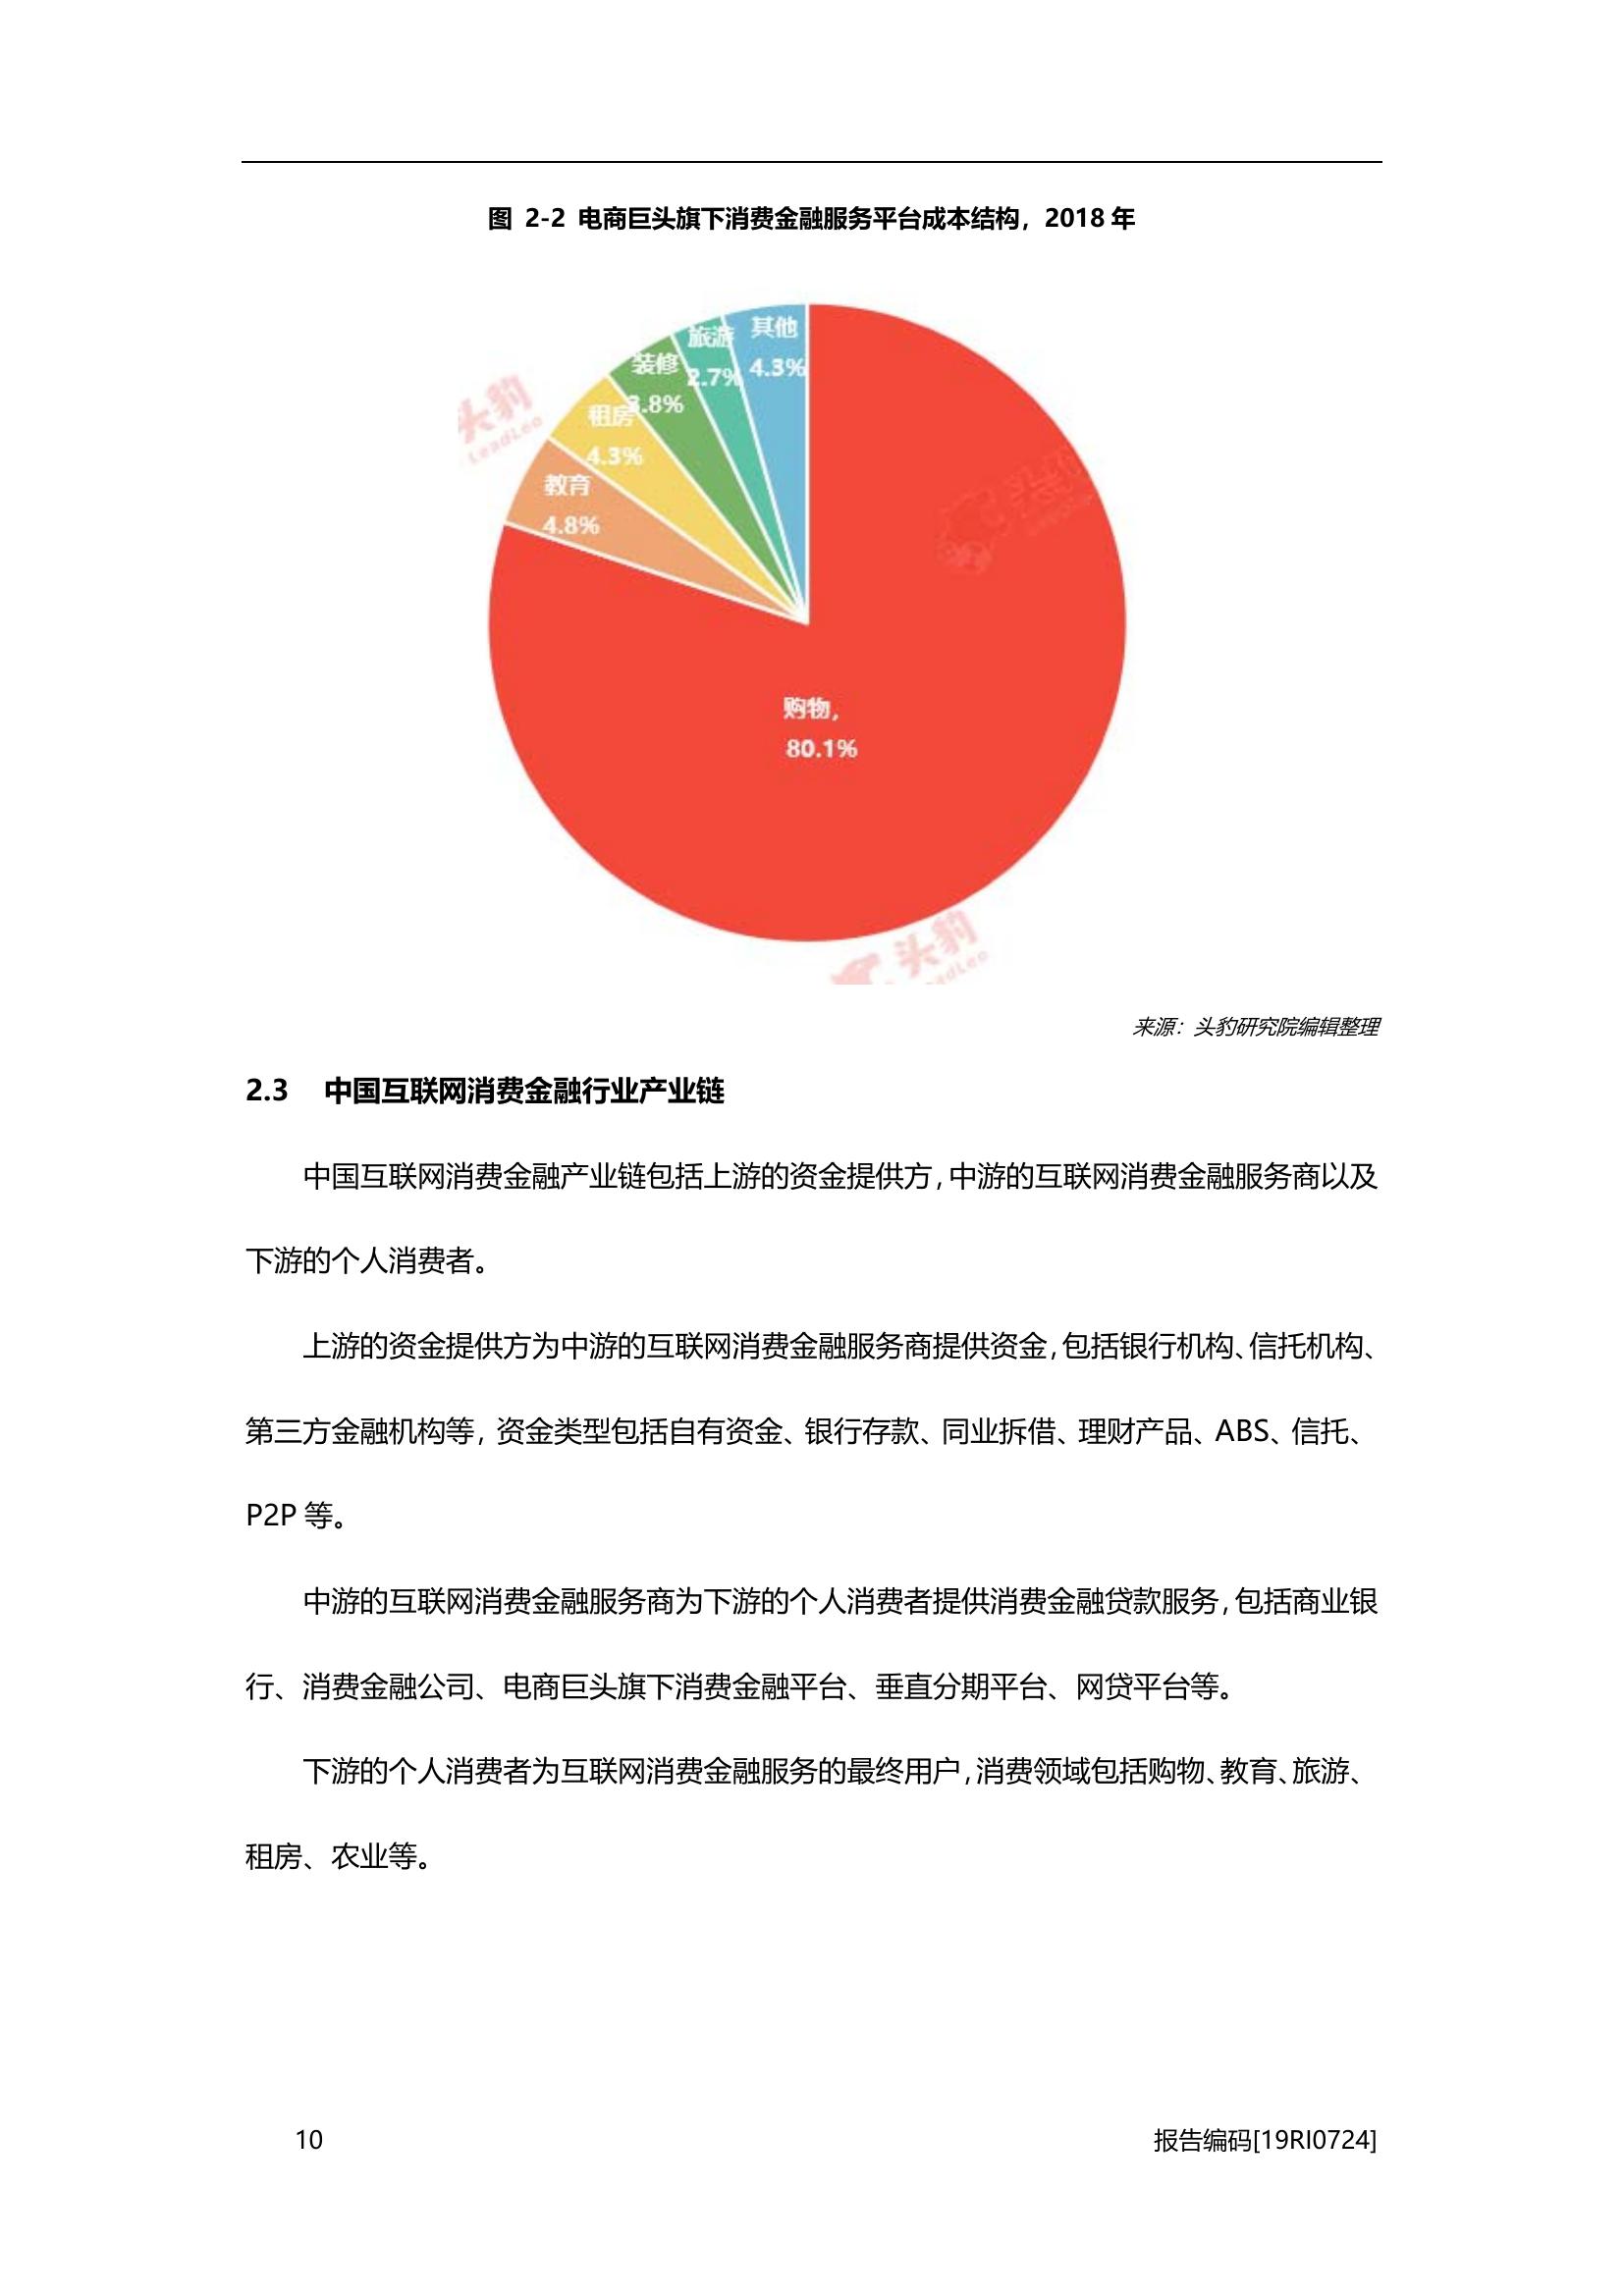 图 2-2 电商巨头旗下消费金融服务平台成本结构，2018 年
其他
4.3%
旅游
2.7%
装修
3.8%
租房
4.3%
教育
4.8%
购物，
80.1%
头豹
LeadLeo
头豹
来源：头豹研究院编辑整理
2.3 中国互联网消费金融行业产业链
中国互联网消费金融产业链包括上游的资金提供方，中游的互联网消费金融服务商以及
下游的个人消费者。
上游的资金提供方为中游的互联网消费金融服务商提供资金，包括银行机构、信托机构、
第三方金融机构等，资金类型包括自有资金、银行存款、同业拆借、理财产品、ABS、信托、
P2P 等。
中游的互联网消费金融服务商为下游的个人消费者提供消费金融贷款服务，包括商业银
行、消费金融公司、电商巨头旗下消费金融平台、垂直分期平台、网贷平台等。
下游的个人消费者为互联网消费金融服务的最终用户，消费领域包括购物、教育、旅游、
租房、农业等。
10 报告编码[19RI0724]